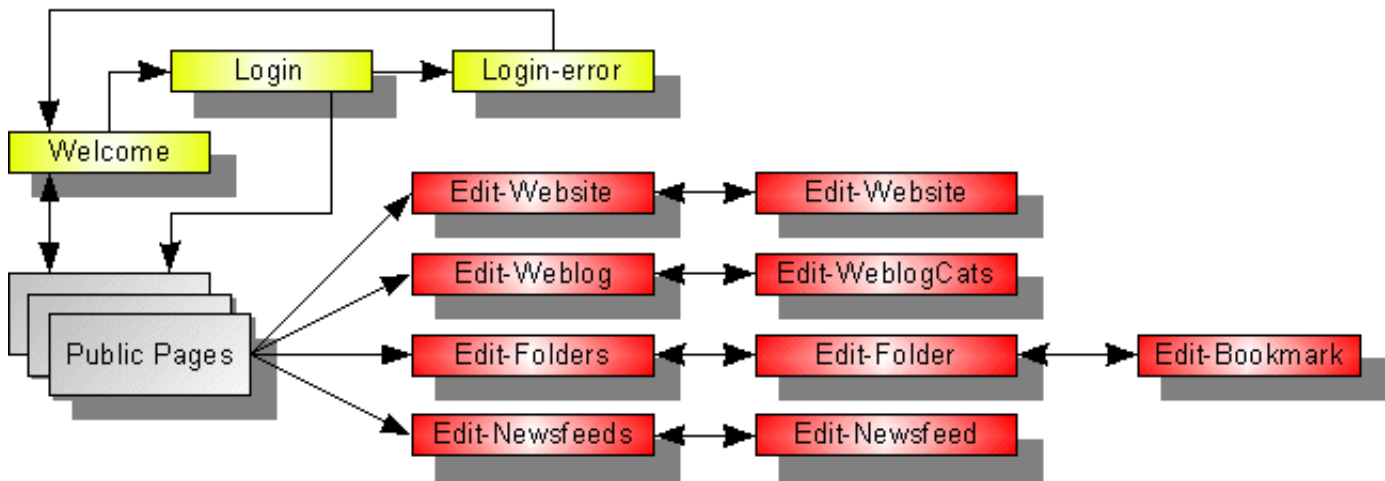 Login
Login-error
Welcome
Edit-Website
Edit-Website
Edit-Weblog
Edit-WeblogCats
Public Pages
Edit-Folders
Edit-Folder
Edit-Bookmark
Edit-Newsfeeds
Edit-Newsfeed